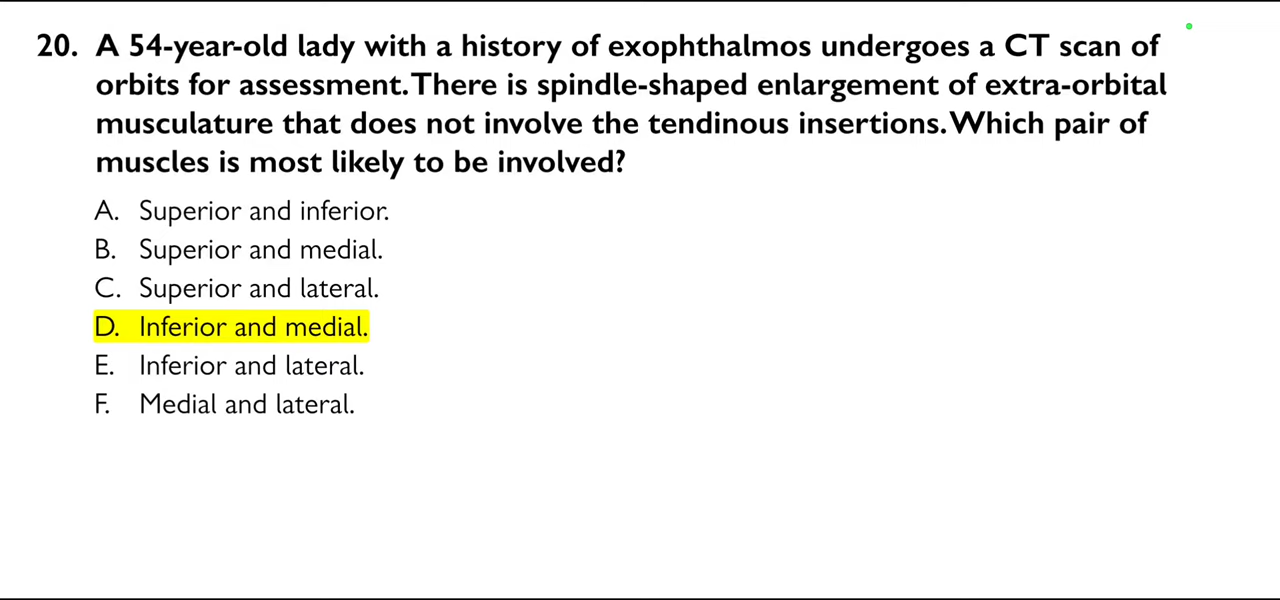 20. A 54-year-old lady with a history of exophthalmos undergoes a CT scan of
orbits for assessment. There is spindle-shaped enlargement of extra-orbital
musculature that does not involve the tendinous insertions. Which pair of
muscles is most likely to be involved?
A. Superior and inferior.
B. Superior and medial.
C. Superior and lateral.
D. Inferior and medial.
E. Inferior and lateral.
F. Medial and lateral.